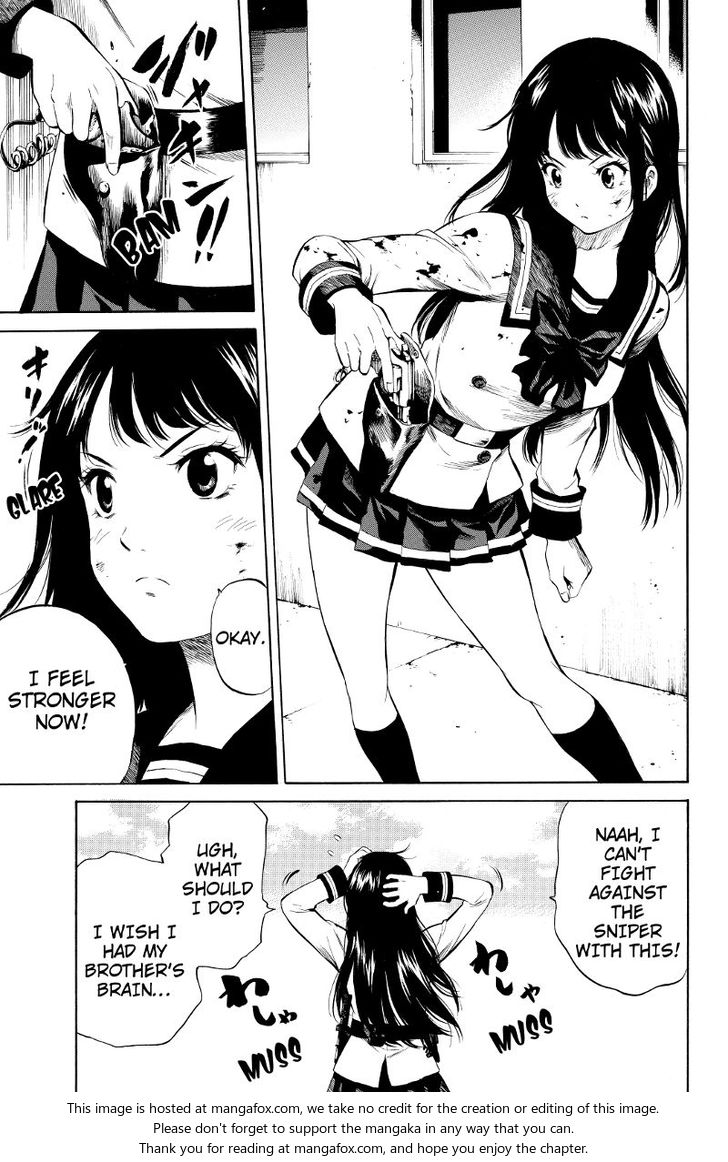 ジャ
キン!!
BAM
ギロッ
GLARE
OKAY.
I FEEL
STRONGER
NOW!
NAAH, I
CAN'T
FIGHT
AGAINST
THE
SNIPER
WITH THIS!
UGH,
WHAT
SHOULD
I DO?
I WISH I
HAD MY
BROTHER'S
BRAIN...
わしゃ
MUSS
わしゃ
MUSS
This image is hosted at mangafox.com, we take no credit for the creation or editing of this image.
Please don't forget to support the mangaka in any way that you can.
Thank you for reading at mangafox.com, and hope you enjoy the chapter.